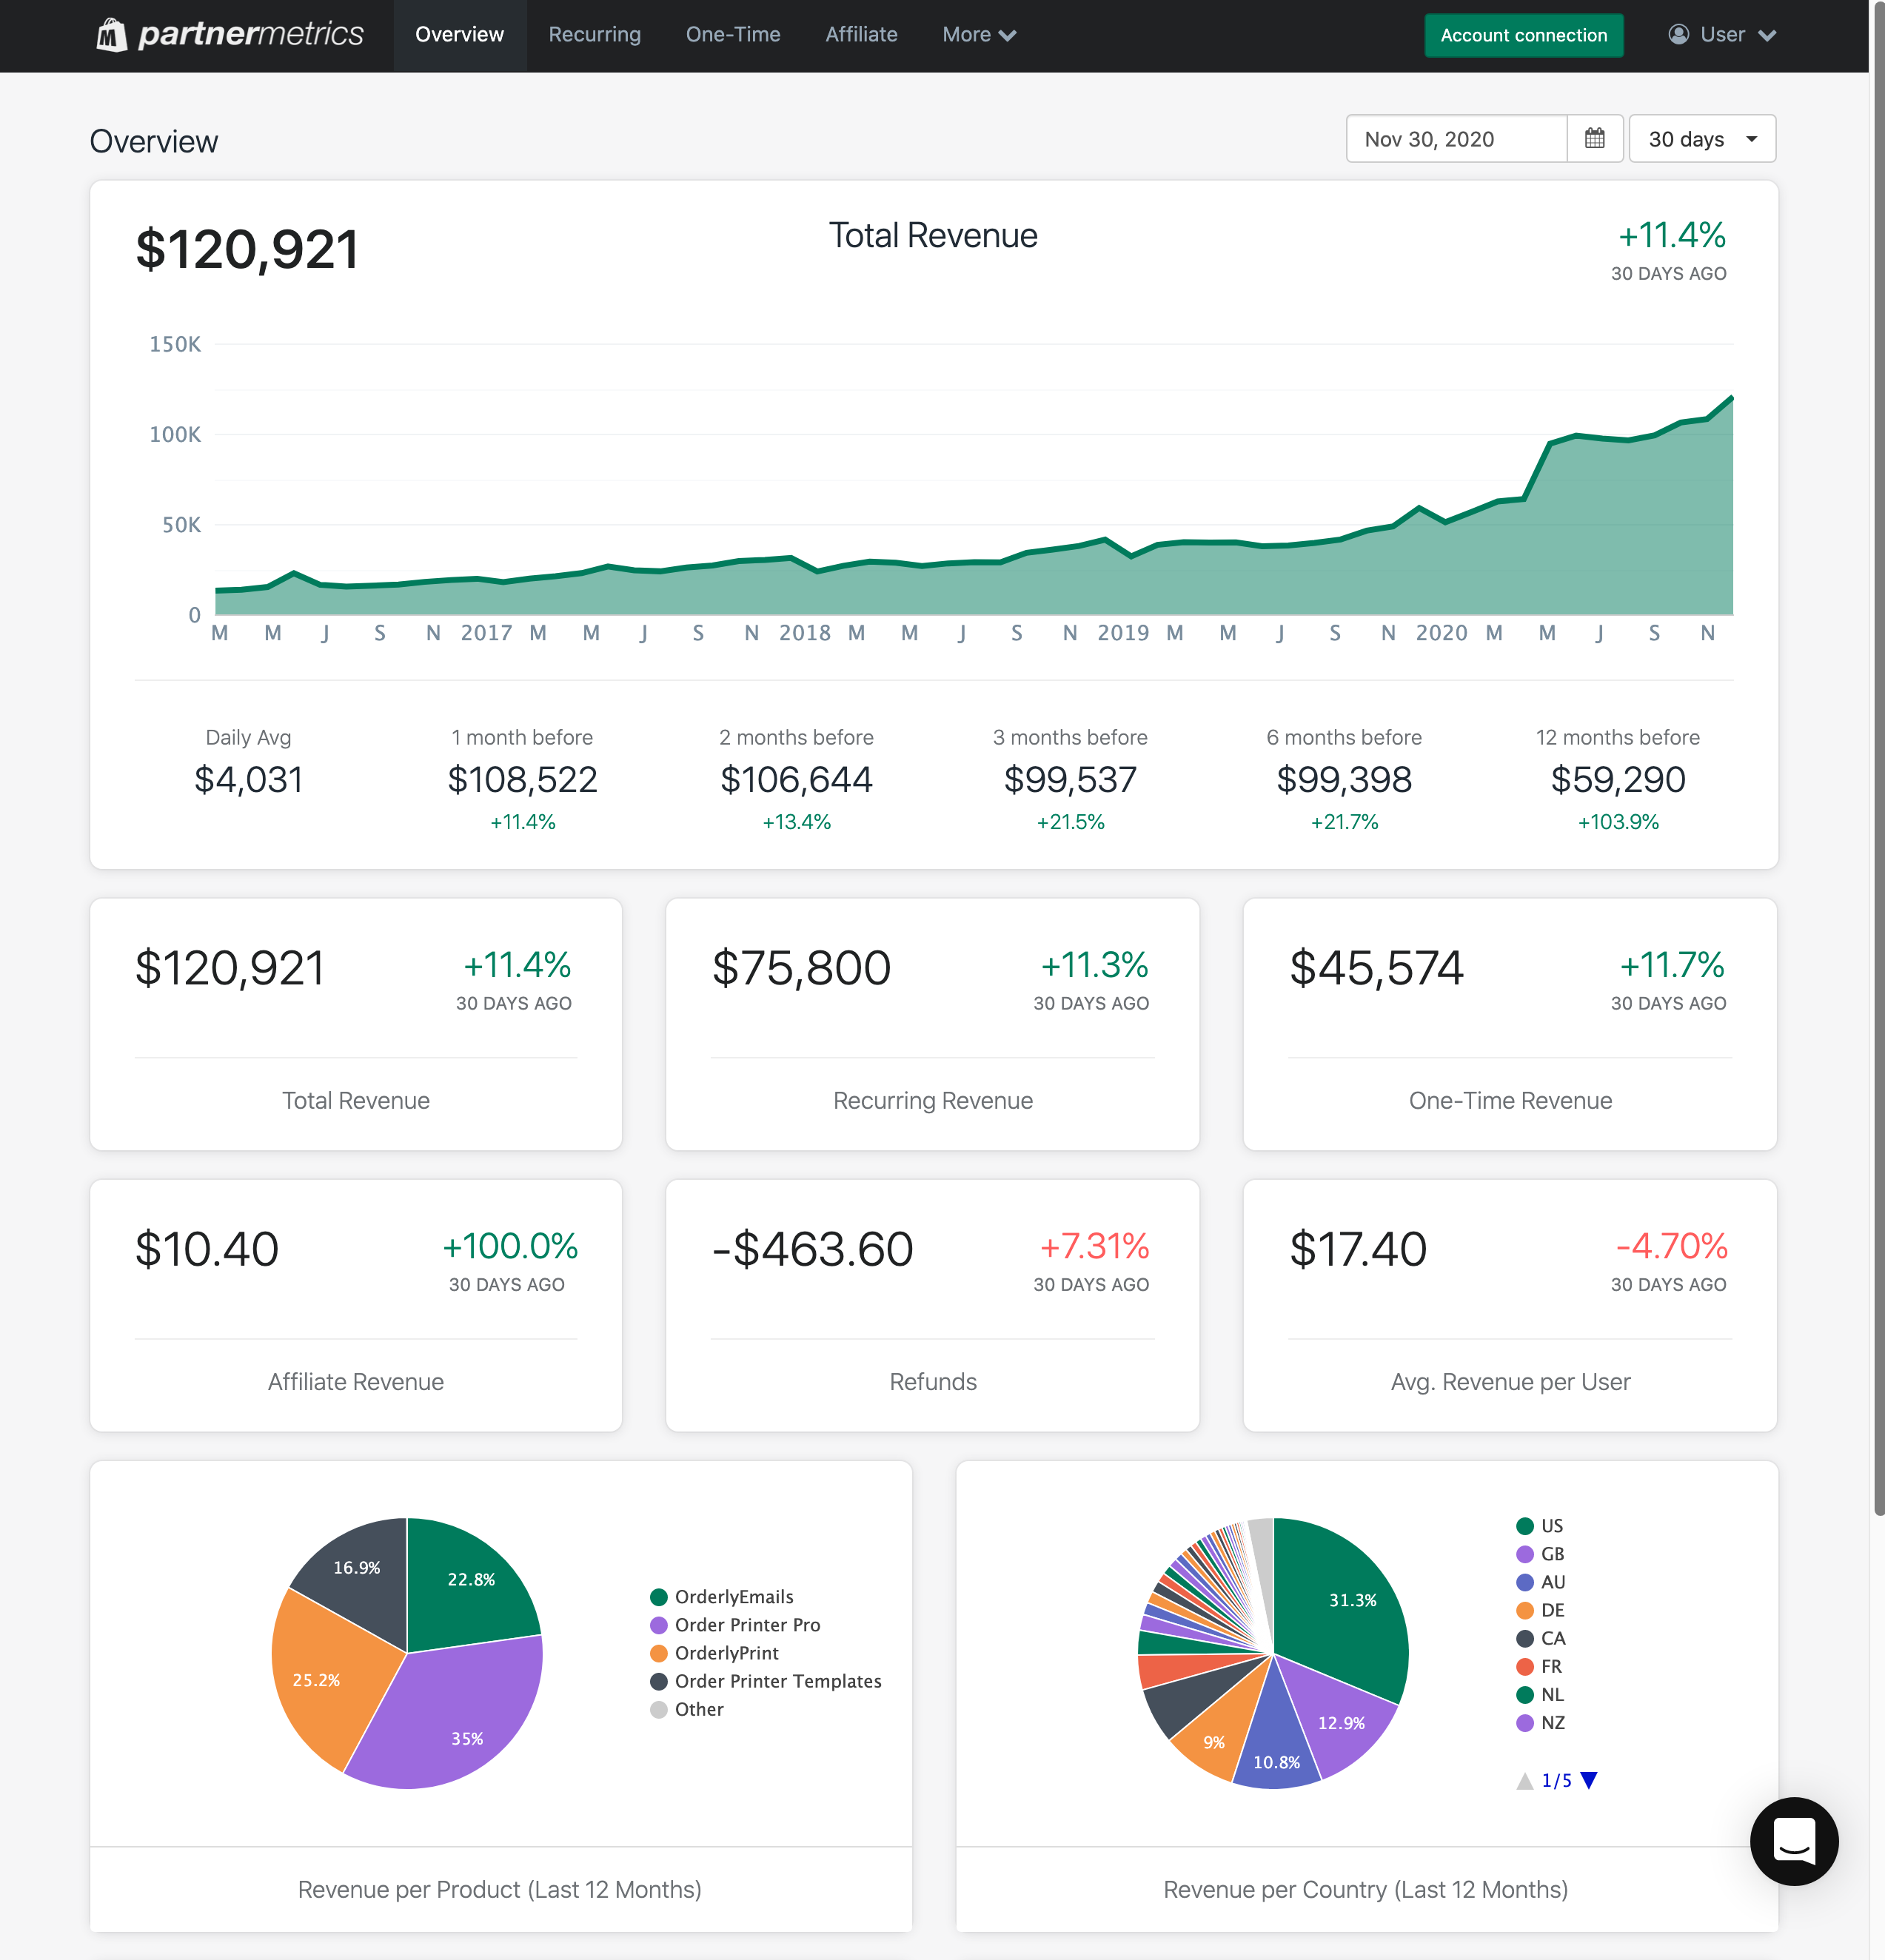 partnermetrics Overview Recurring One-Time Affiliate More Account connection User
Overview Nov 30, 2020 30 days
$120,921 Total Revenue +11.4%
30 DAYS AGO
150K
100K
50K
0
M M J S N 2017 M M J S N 2018 M M J S N 2019 M M J S N 2020 M M J S N
Daily Avg 1 month before 2 months before 3 months before 6 months before 12 months before
$4,031 $108,522 $106,644 $99,537 $99,398 $59,290
+11.4% +13.4% +21.5% +21.7% +103.9%
$120,921 +11.4%
30 DAYS AGO
Total Revenue
$75,800 +11.3%
30 DAYS AGO
Recurring Revenue
$45,574 +11.7%
30 DAYS AGO
One-Time Revenue
$10.40 +100.0%
30 DAYS AGO
Affiliate Revenue
-$463.60 +7.31%
30 DAYS AGO
Refunds
$17.40 -4.70%
30 DAYS AGO
Avg. Revenue per User
16.9%
22.8%
25.2%
35%
OrderlyEmails
Order Printer Pro
OrderlyPrint
Order Printer Templates
Other
Revenue per Product (Last 12 Months)
31.3%
12.9%
10.8%
9%
US
GB
AU
DE
CA
FR
NL
NZ
1/5
Revenue per Country (Last 12 Months)